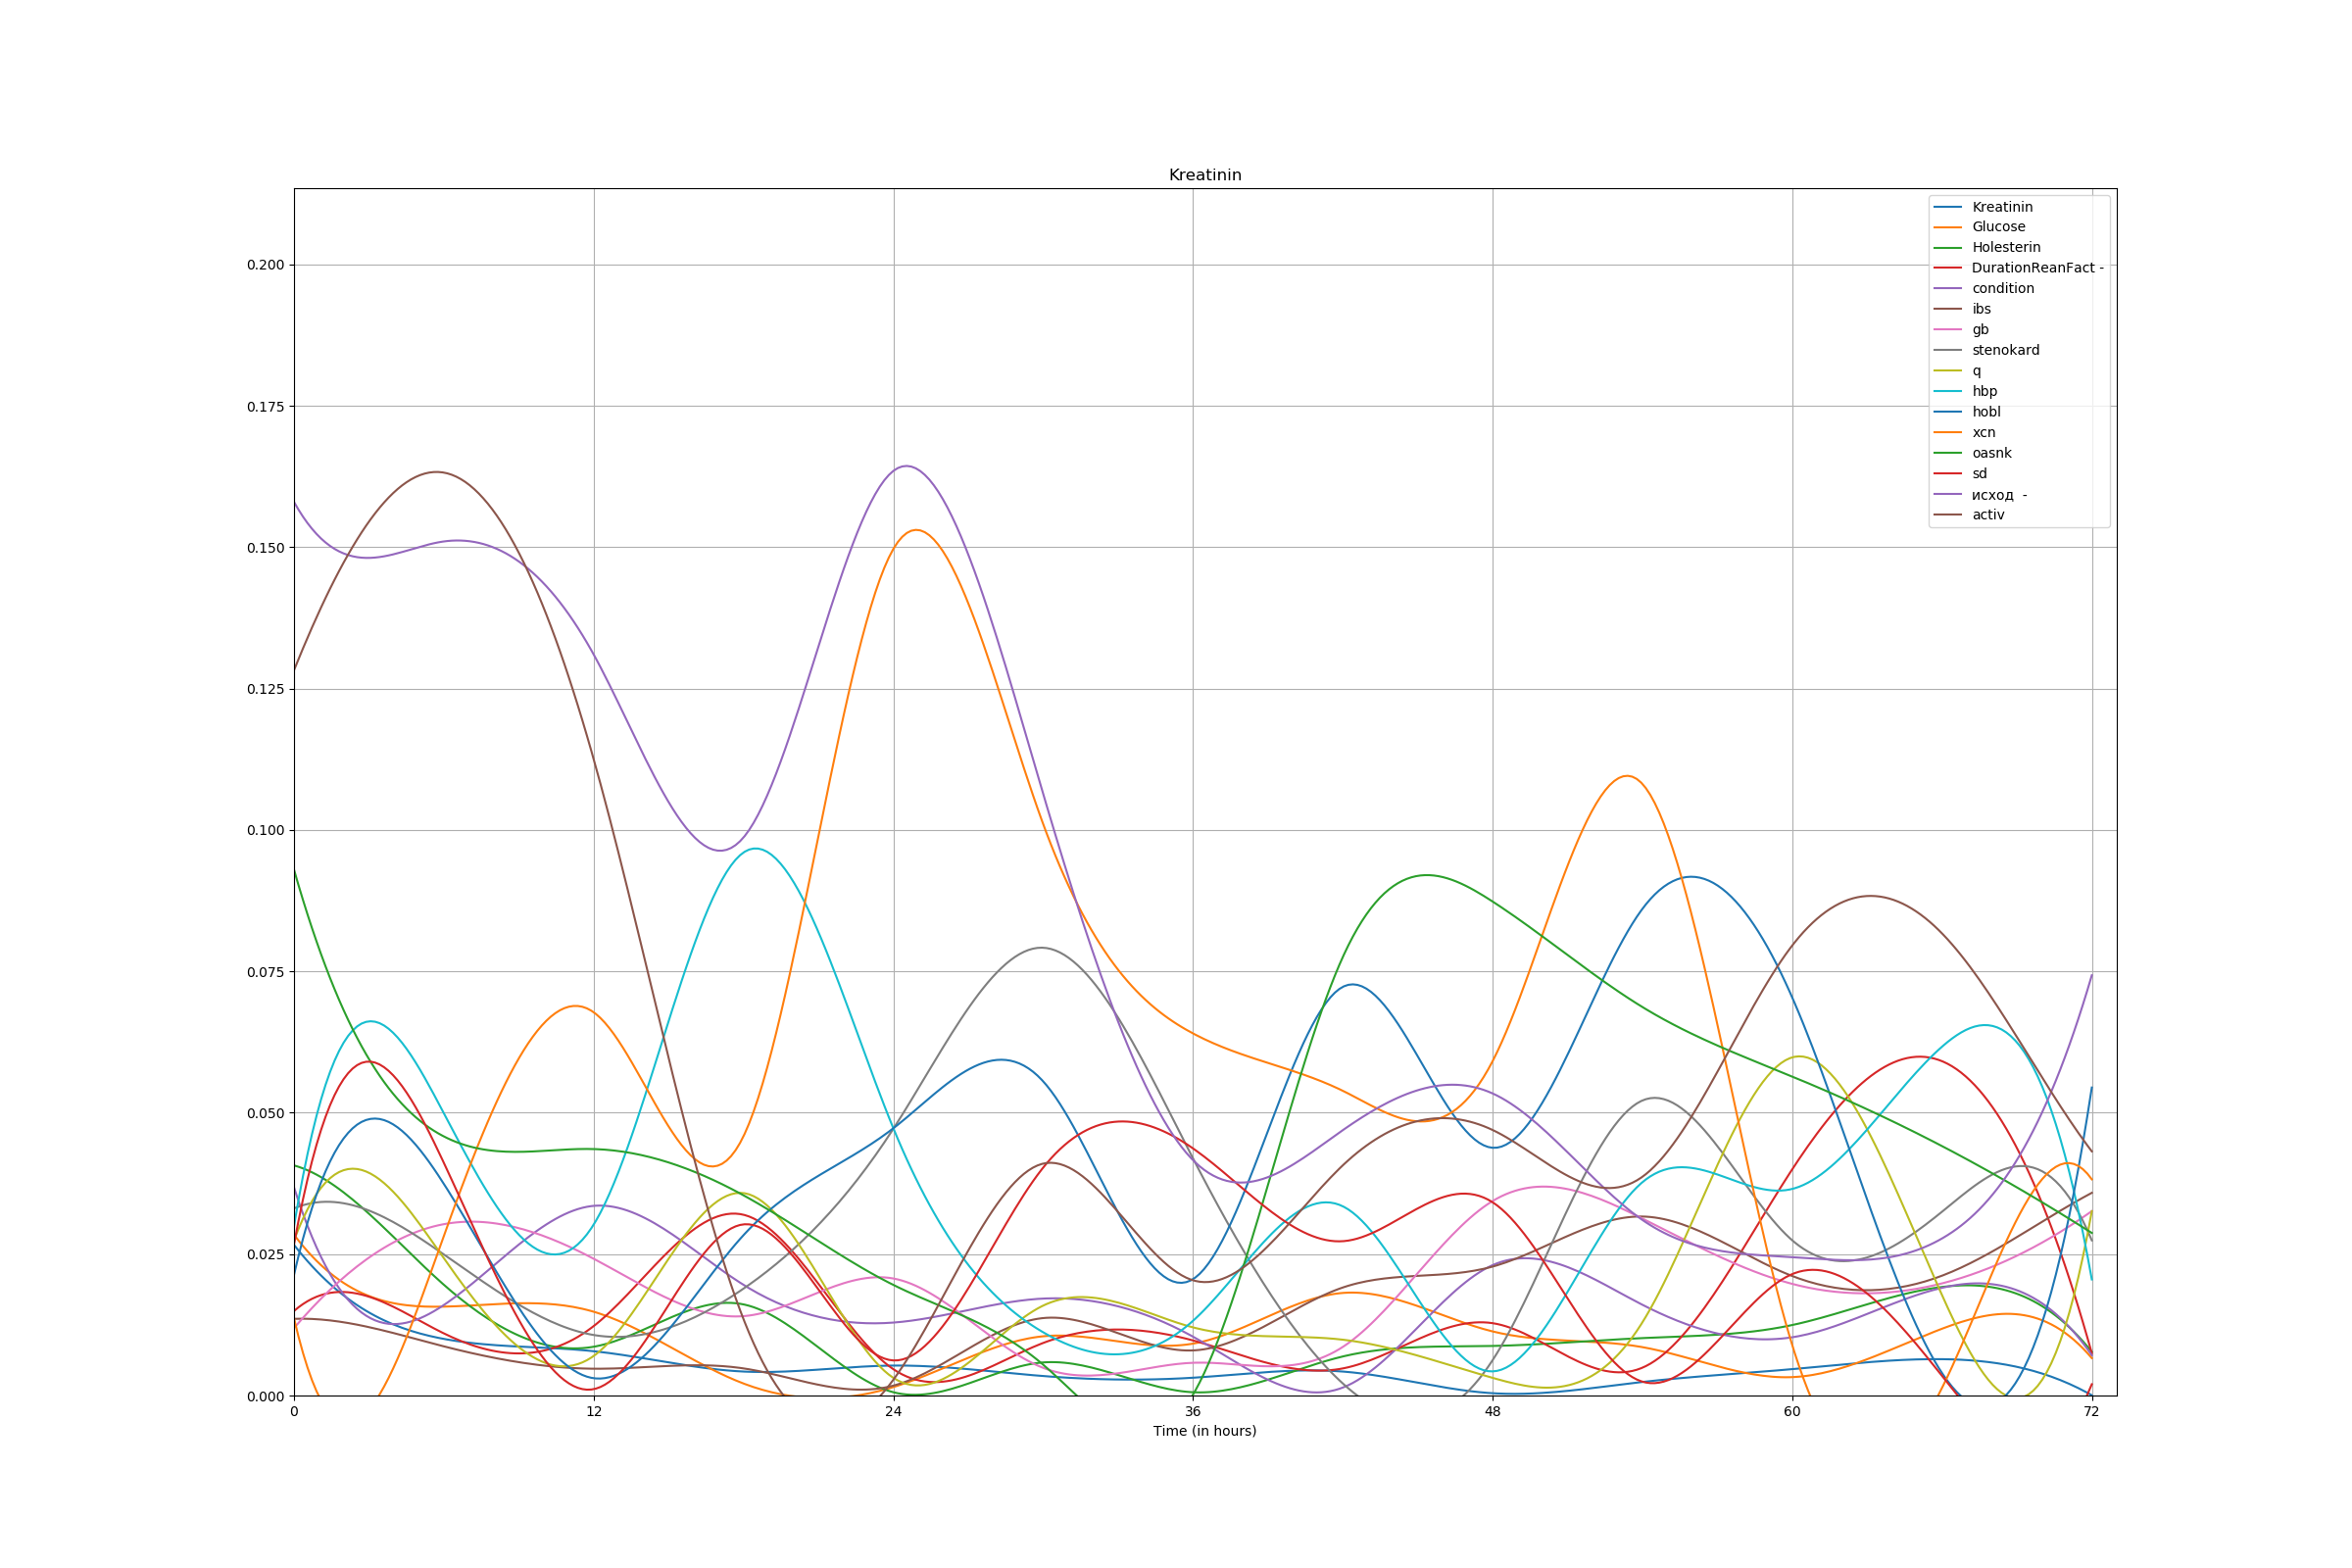 Kreatinin
0.200
0.175
0.150
0.125
0.100
0.075
0.050
0.025
0.000
0 12 24 36 48 60 72
Time (in hours)
Kreatinin
Glucose
Holesterin
DurationReanFact -
condition
ibs
gb
stenokard
q
hbp
hobl
xcn
oasnk
sd
исход  -
activ